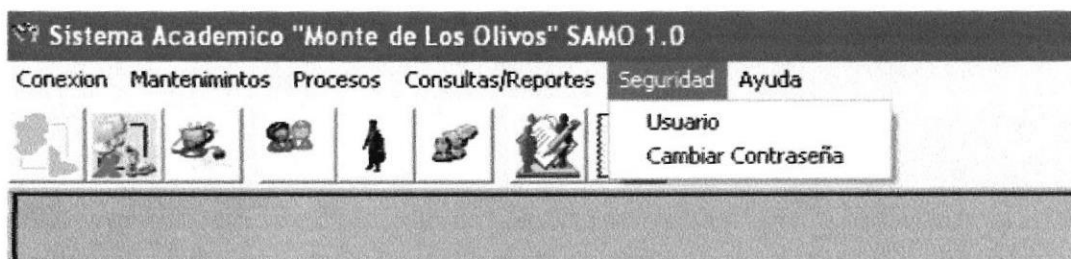 Sistema Academico "Monte de Los Olivos" SAMO 1.0
Conexion Mantenimintos Procesos Consultas/Reportes Seguridad Ayuda
Usuario
Cambiar Contraseña